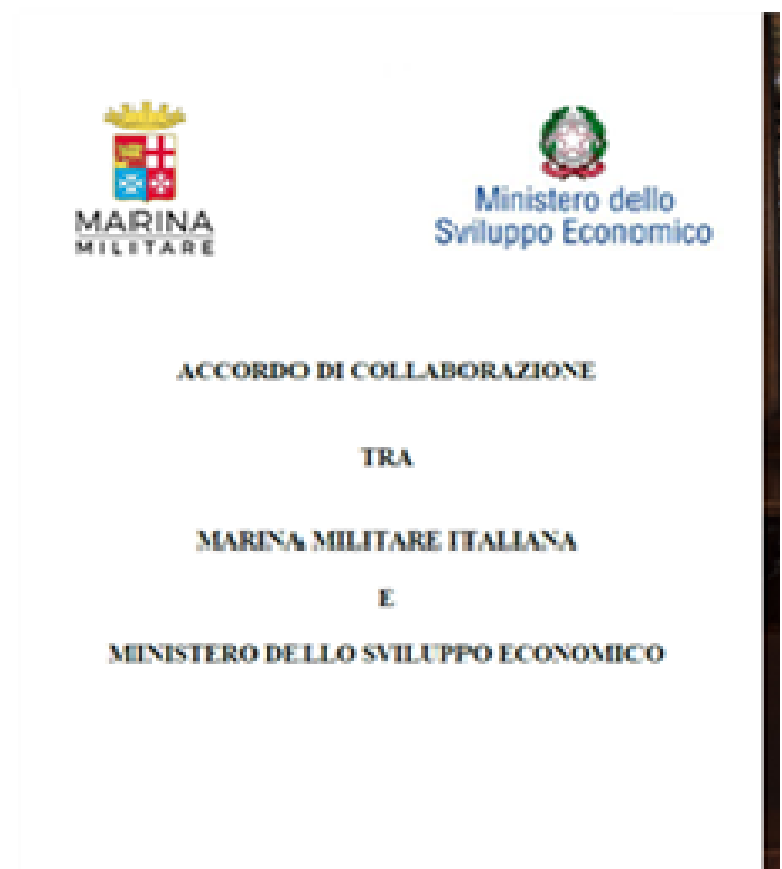 MARINA
MILITARE
Ministero dello
Sviluppo Economico
ACCORDO DI COLLABORAZIONE
TRA
MARINA MILITARE ITALIANA
E
MINISTERO DELLO SVILUPPO ECONOMICO